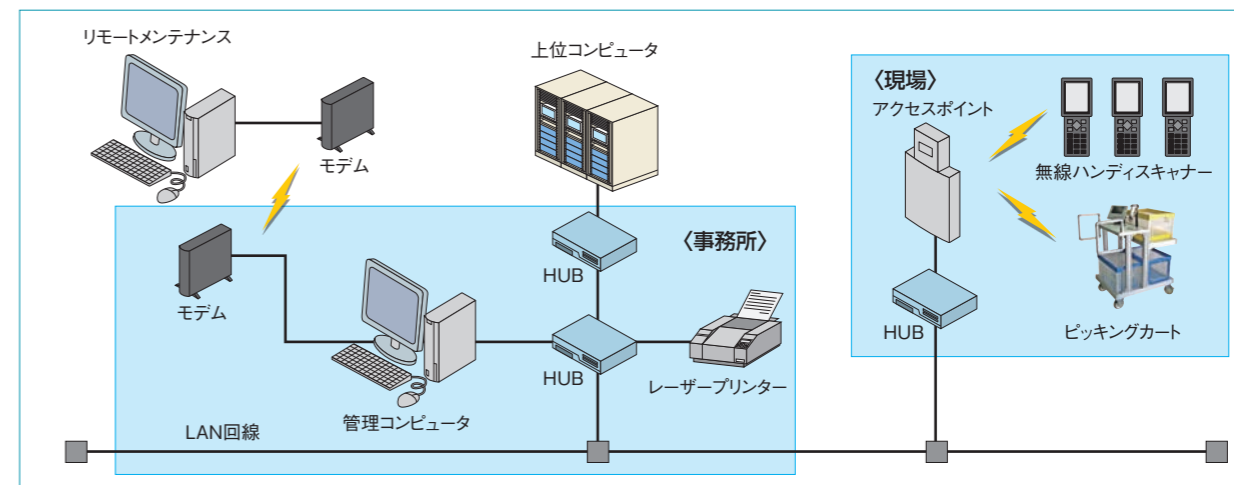 リモートメンテナンス
モデム
上位コンピュータ
〈現場〉
アクセスポイント
無線ハンディスキャナー
HUB
ピッキングカート
〈事務所〉
モデム
HUB
HUB
レーザープリンター
管理コンピュータ
LAN回線